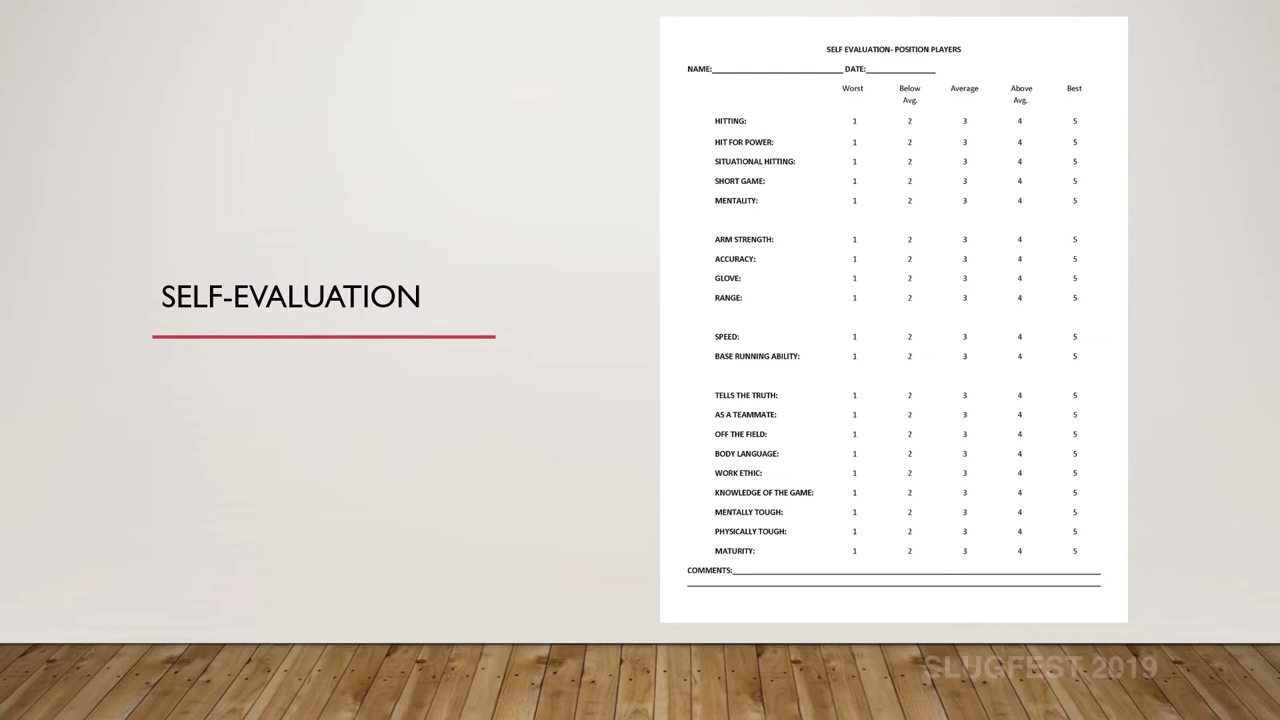 SELF-EVALUATION
SELF EVALUATION- POSITION PLAYERS
NAME:____________________________ DATE:_______________
Worst Below Avg. Average Above Avg. Best
HITTING: 1 2 3 4 5
HIT FOR POWER: 1 2 3 4 5
SITUATIONAL HITTING: 1 2 3 4 5
SHORT GAME: 1 2 3 4 5
MENTALITY: 1 2 3 4 5
ARM STRENGTH: 1 2 3 4 5
ACCURACY: 1 2 3 4 5
GLOVE: 1 2 3 4 5
RANGE: 1 2 3 4 5
SPEED: 1 2 3 4 5
BASE RUNNING ABILITY: 1 2 3 4 5
TELLS THE TRUTH: 1 2 3 4 5
AS A TEAMMATE: 1 2 3 4 5
OFF THE FIELD: 1 2 3 4 5
BODY LANGUAGE: 1 2 3 4 5
WORK ETHIC: 1 2 3 4 5
KNOWLEDGE OF THE GAME: 1 2 3 4 5
MENTALLY TOUGH: 1 2 3 4 5
PHYSICALLY TOUGH: 1 2 3 4 5
MATURITY: 1 2 3 4 5
COMMENTS:____________________________
SLUGFEST 2019